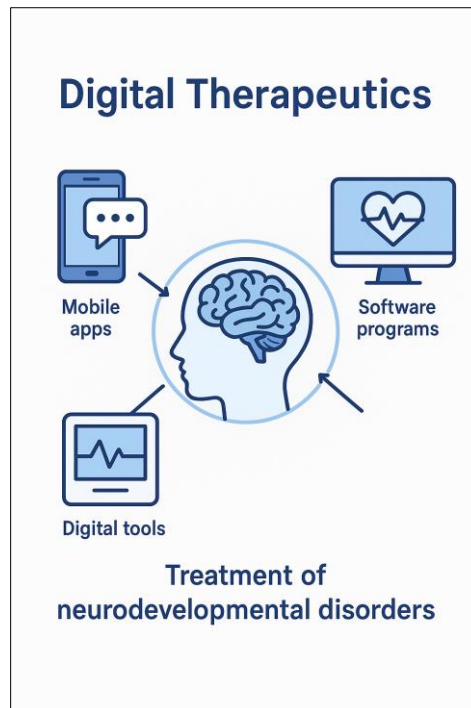 Digital Therapeutics
Mobile
apps
Software
programs
Digital tools
Treatment of
neurodevelopmental disorders